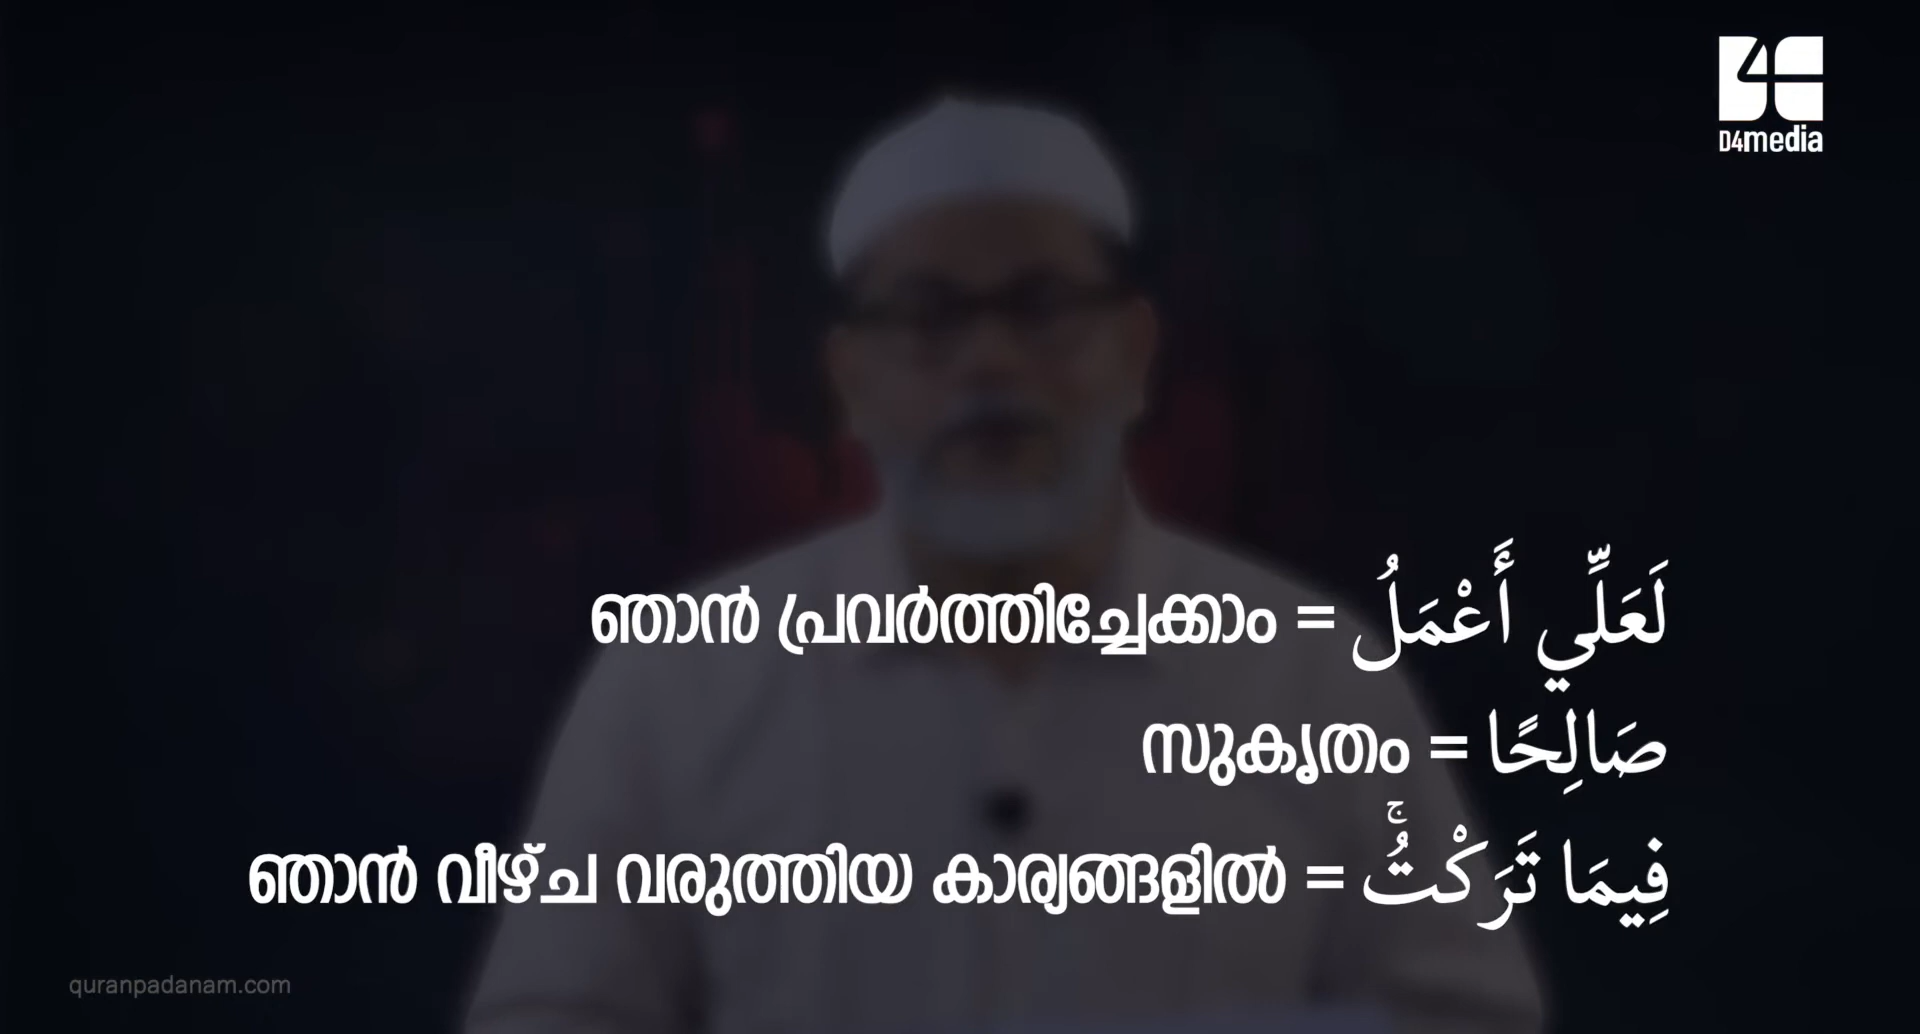 D4media
لَعَلِّي أَعْمَلُ = ഞാൻ പ്രവർത്തിച്ചേക്കാം
صَالِحًا = സുകൃതം
فِيمَا تَرَكْتُۚ = ഞാൻ വീഴ്ച വരുത്തിയ കാര്യങ്ങളിൽ
quranpadanam.com